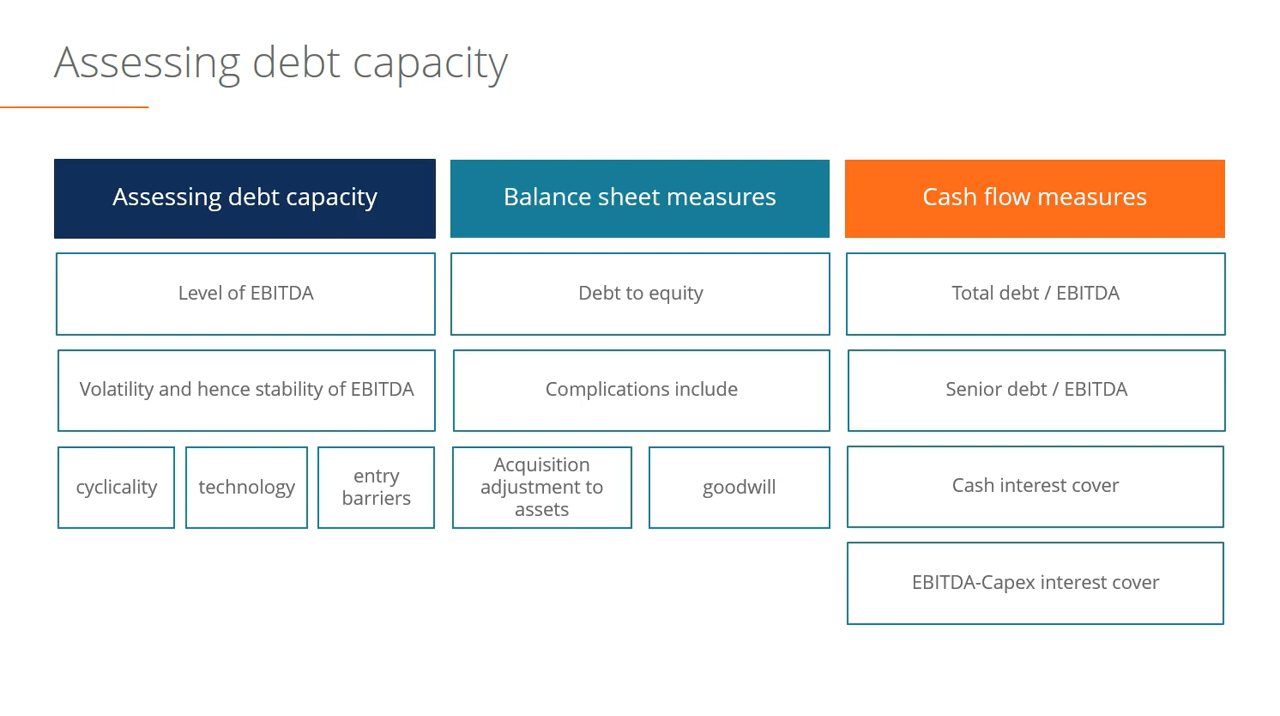 Assessing debt capacity
Assessing debt capacity
Balance sheet measures
Cash flow measures
Level of EBITDA
Debt to equity
Total debt / EBITDA
Volatility and hence stability of EBITDA
Complications include
Senior debt / EBITDA
cyclicality
technology
entry
barriers
Acquisition
adjustment to
assets
goodwill
Cash interest cover
EBITDA-Capex interest cover